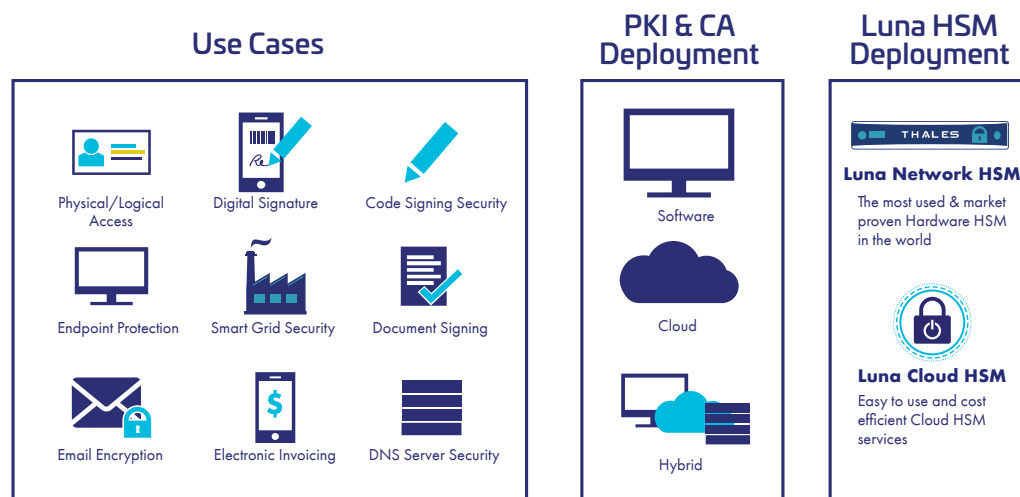 Use Cases
Physical/Logical
Access
Digital Signature
Code Signing Security
Endpoint Protection
Smart Grid Security
Document Signing
Email Encryption
$
Electronic Invoicing
DNS Server Security
PKI & CA
Deployment
Software
Cloud
Hybrid
Luna HSM
Deployment
THALES
Luna Network HSM
The most used & market
proven Hardware HSM
in the world
Luna Cloud HSM
Easy to use and cost
efficient Cloud HSM
services